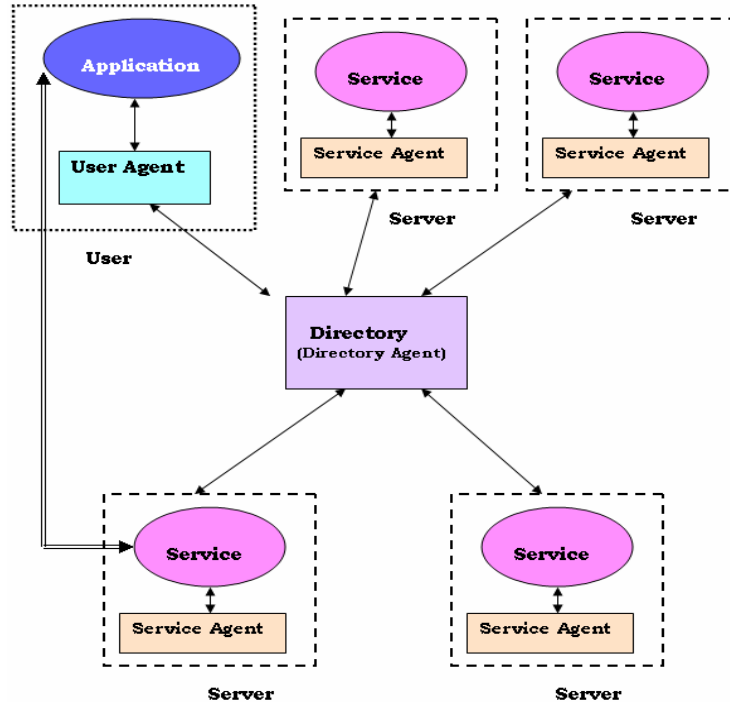 Application
Service
Service
User Agent
Service Agent
Service Agent
Server
Server
User
Directory
(Directory Agent)
Service
Service
Service Agent
Service Agent
Server
Server